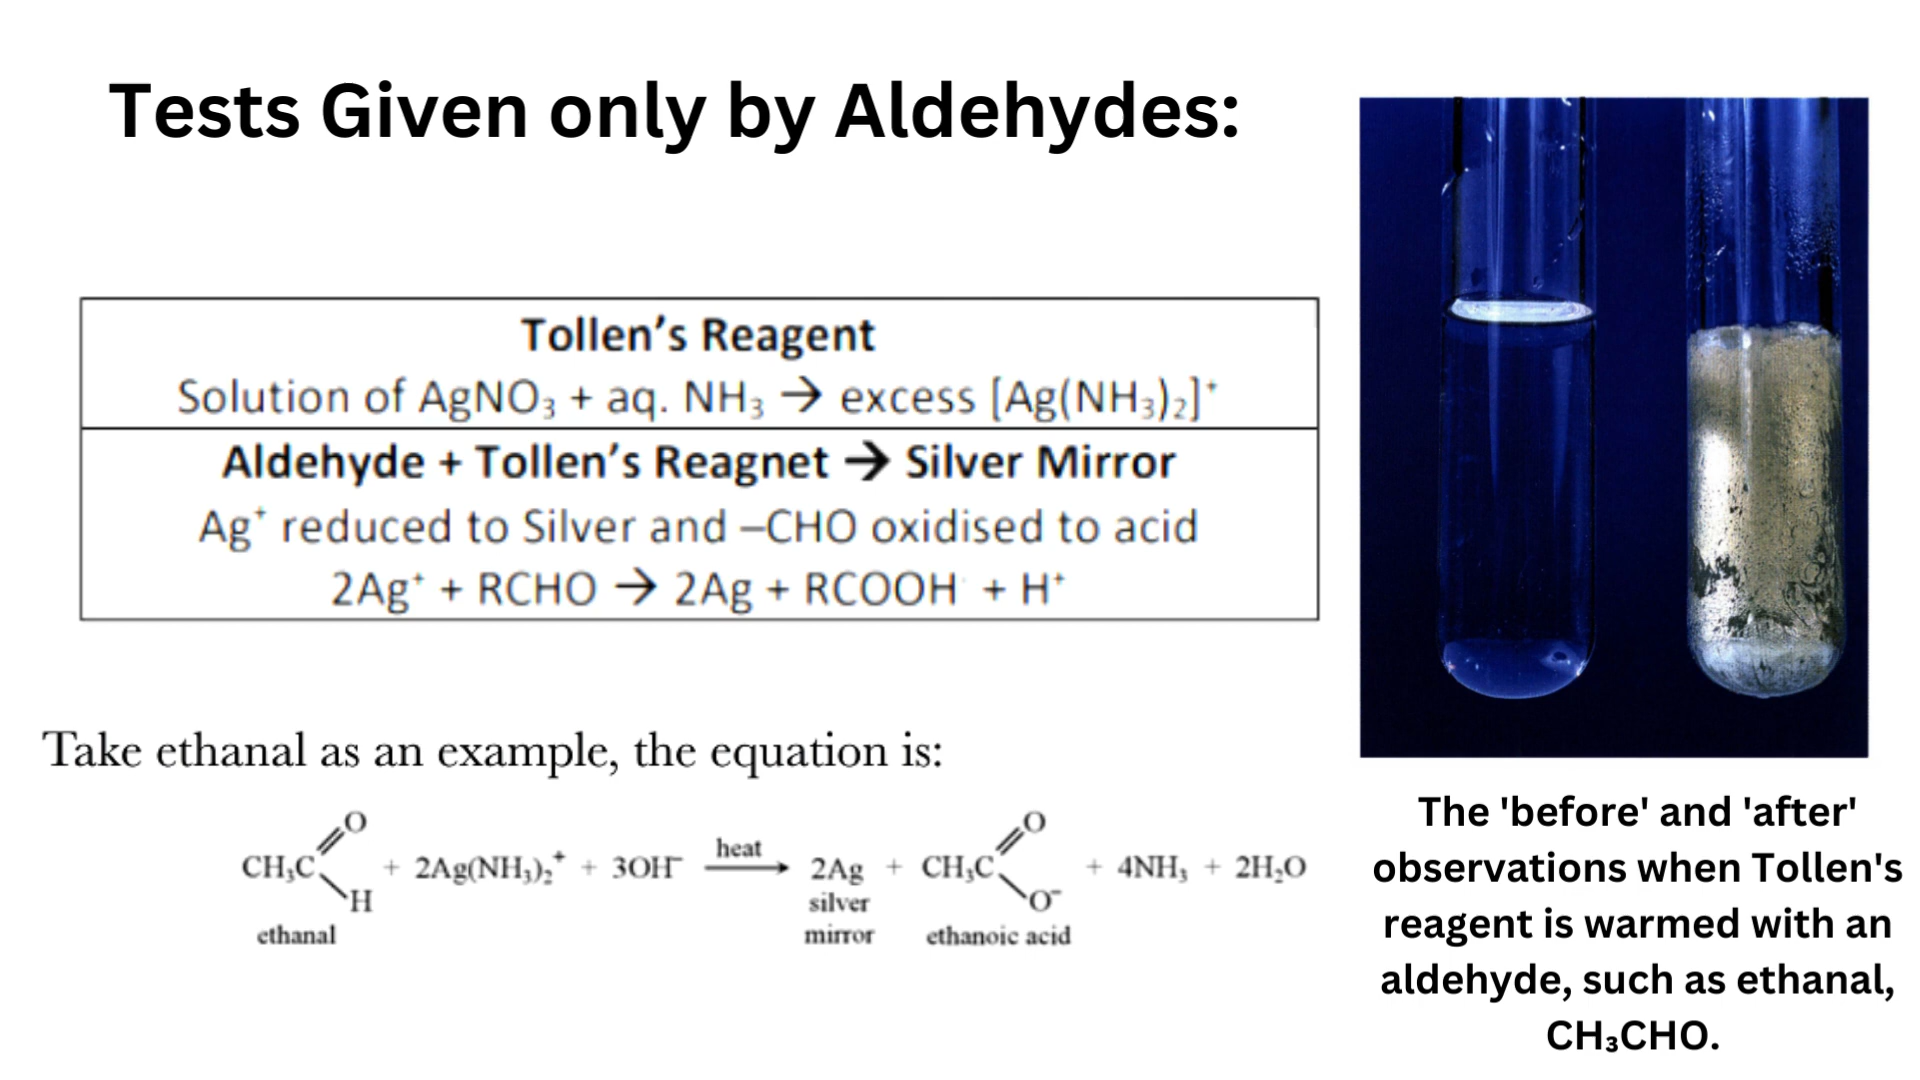 Tests Given only by Aldehydes:
Tollen’s Reagent
Solution of AgNO₃ + aq. NH₃ → excess [Ag(NH₃)₂]⁺
Aldehyde + Tollen’s Reagnet → Silver Mirror
Ag⁺ reduced to Silver and –CHO oxidised to acid
2Ag⁺ + RCHO → 2Ag + RCOOH + H⁺
Take ethanal as an example, the equation is:
O O
heat
CH₃C + 2Ag(NH₃)₂⁺ + 3OH⁻ → 2Ag + CH₃C + 4NH₃ + 2H₂O
H silver O⁻
ethanal mirror ethanoic acid
The 'before' and 'after'
observations when Tollen's
reagent is warmed with an
aldehyde, such as ethanal,
CH₃CHO.